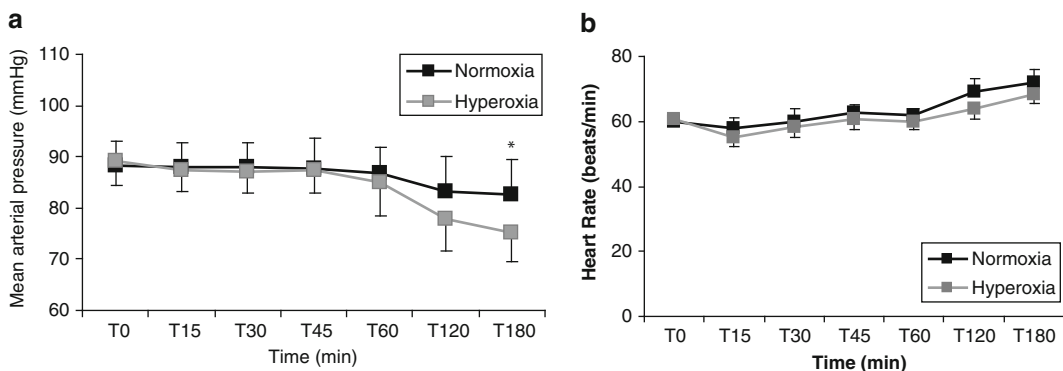 a
Mean arterial pressure (mmHg)
110
100
90
80
70
60
Normoxia
Hyperoxia
*
T0 T15 T30 T45 T60 T120 T180
Time (min)
b
Heart Rate (beats/min)
80
60
40
20
0
Normoxia
Hyperoxia
T0 T15 T30 T45 T60 T120 T180
Time (min)